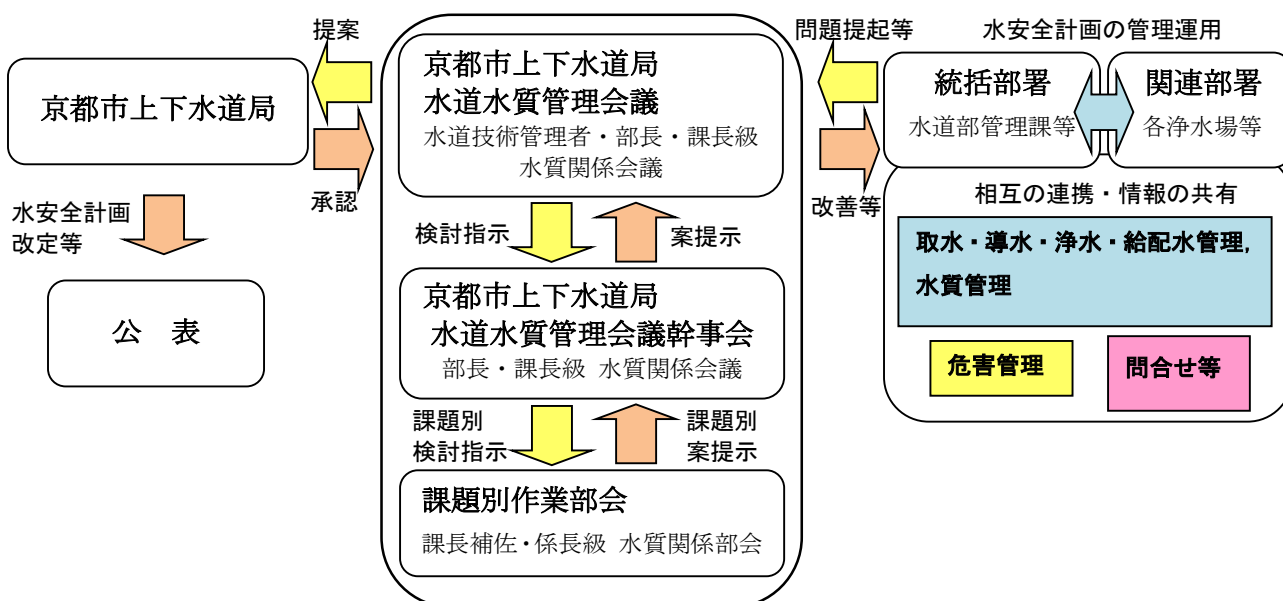 提案
京都市上下水道局
承認
水安全計画
改定等
公　表
京都市上下水道局
水道水質管理会議
水道技術管理者・部長・課長級
水質関係会議
検討指示
案提示
京都市上下水道局
水道水質管理会議幹事会
部長・課長級 水質関係会議
課題別
検討指示
課題別
案提示
課題別作業部会
課長補佐・係長級 水質関係部会
問題提起等
改善等
水安全計画の管理運用
統括部署
水道部管理課等
関連部署
各浄水場等
相互の連携・情報の共有
取水・導水・浄水・給配水管理,
水質管理
危害管理
問合せ等